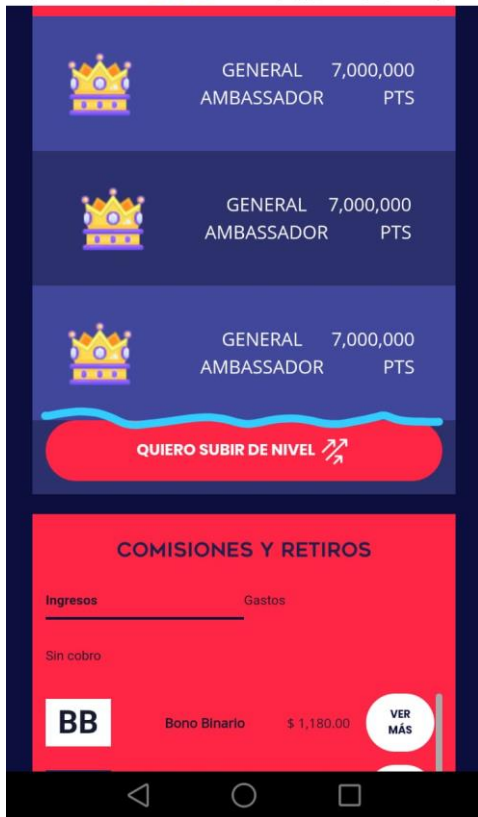 GENERAL 7,000,000
AMBASSADOR PTS
GENERAL 7,000,000
AMBASSADOR PTS
GENERAL 7,000,000
AMBASSADOR PTS
QUIERO SUBIR DE NIVEL
COMISIONES Y RETIROS
Ingresos Gastos
Sin cobro
BB Bono Binario $ 1,180.00 VER MÁS